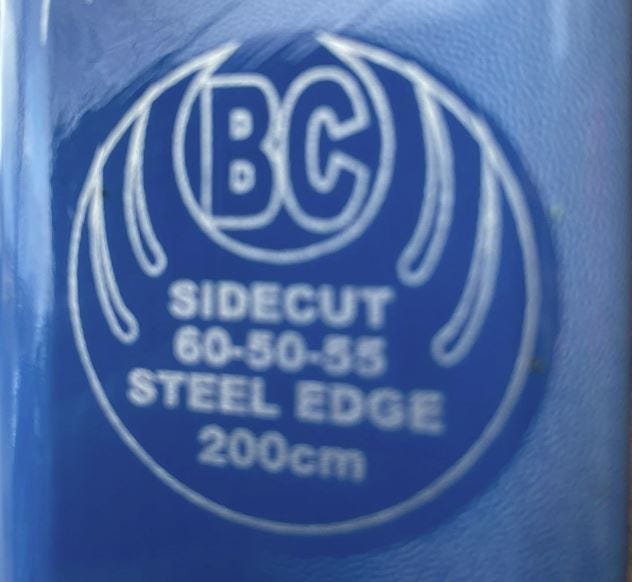 BC
SIDECUT
60-50-55
STEEL EDGE
200cm